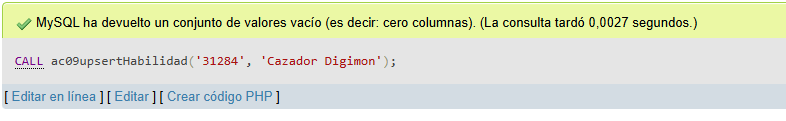 MySQL ha devuelto un conjunto de valores vacío (es decir: cero columnas). (La consulta tardó 0,0027 segundos.)
CALL ac09upsertHabilidad('31284', 'Cazador Digimon');
[ Editar en línea ] [ Editar ] [ Crear código PHP ]